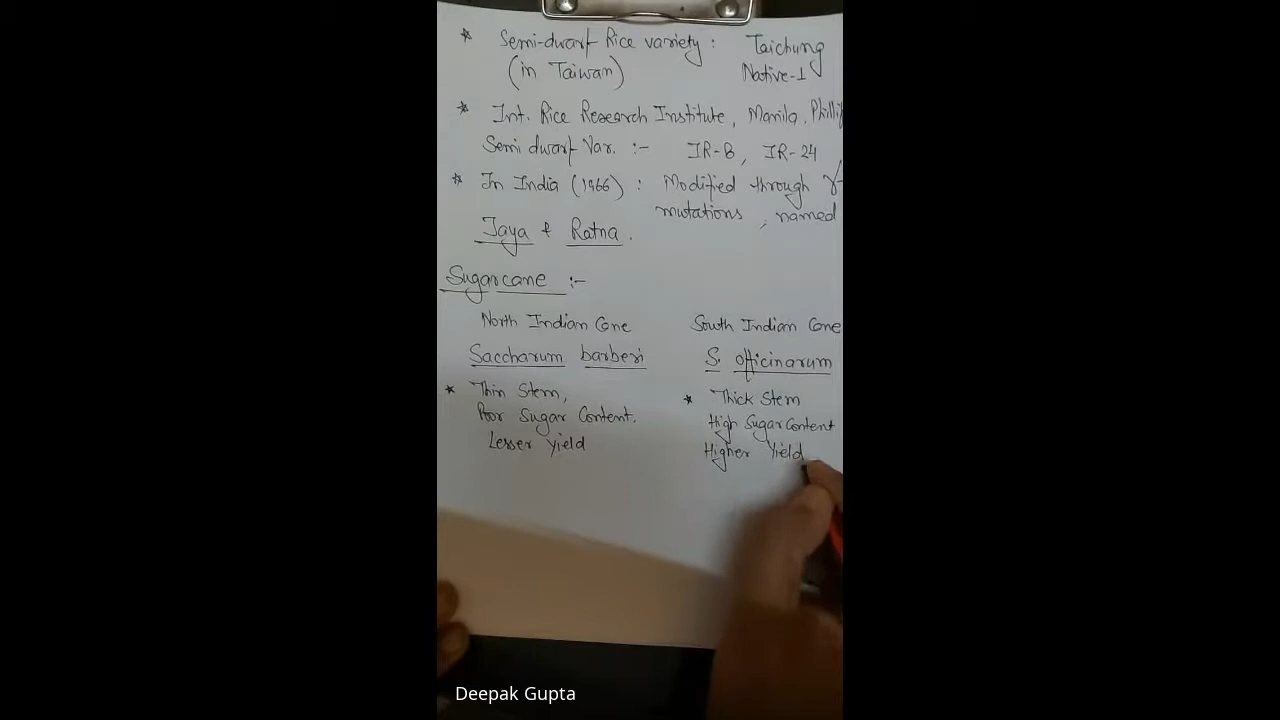 * Semi-dwarf Rice variety : Taichung
(in Taiwan) Native-1
* Int. Rice Research Institute, Manila, Phillip
Semi dwarf Var. :- IR-8, IR-24
* In India (1966) : Modified through γ-
mutations, named
Jaya & Ratna.
Sugarcane :-
North Indian Cane South Indian Cane
Saccharum barberi S. officinarum
* Thin Stem, * Thick Stem
Poor Sugar Content. High Sugar Content
Lesser yield Higher Yield
Deepak Gupta